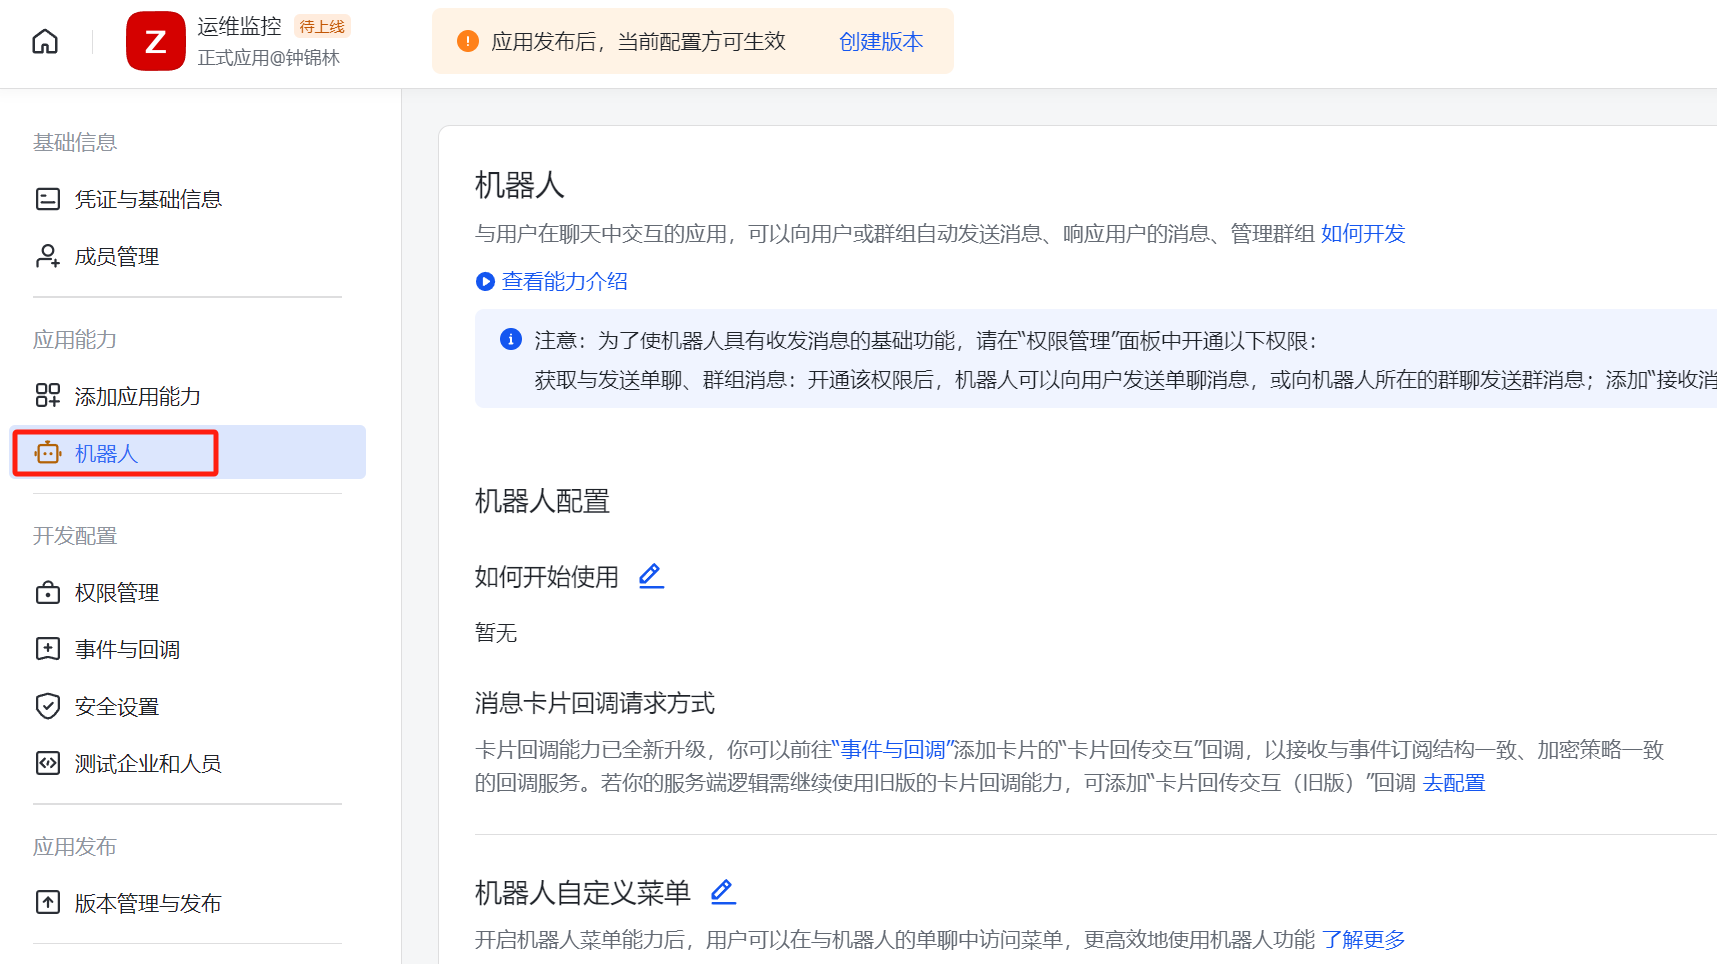 Z
运维监控 待上线
正式应用@钟锦林
应用发布后，当前配置方可生效 创建版本
基础信息
凭证与基础信息
成员管理
应用能力
添加应用能力
机器人
开发配置
权限管理
事件与回调
安全设置
测试企业和人员
应用发布
版本管理与发布
机器人
与用户在聊天中交互的应用，可以向用户或群组自动发送消息、响应用户的消息、管理群组 如何开发
查看能力介绍
注意：为了使机器人具有收发消息的基础功能，请在“权限管理”面板中开通以下权限：
获取与发送单聊、群组消息：开通该权限后，机器人可以向用户发送单聊消息，或向机器人所在的群聊发送群消息；添加“接收消
机器人配置
如何开始使用
暂无
消息卡片回调请求方式
卡片回调能力已全新升级，你可以前往“事件与回调”添加卡片的“卡片回传交互”回调，以接收与事件订阅结构一致、加密策略一致
的回调服务。若你的服务端逻辑需继续使用旧版的卡片回调能力，可添加“卡片回传交互（旧版）”回调 去配置
机器人自定义菜单
开启机器人菜单能力后，用户可以在与机器人的单聊中访问菜单，更高效地使用机器人功能 了解更多